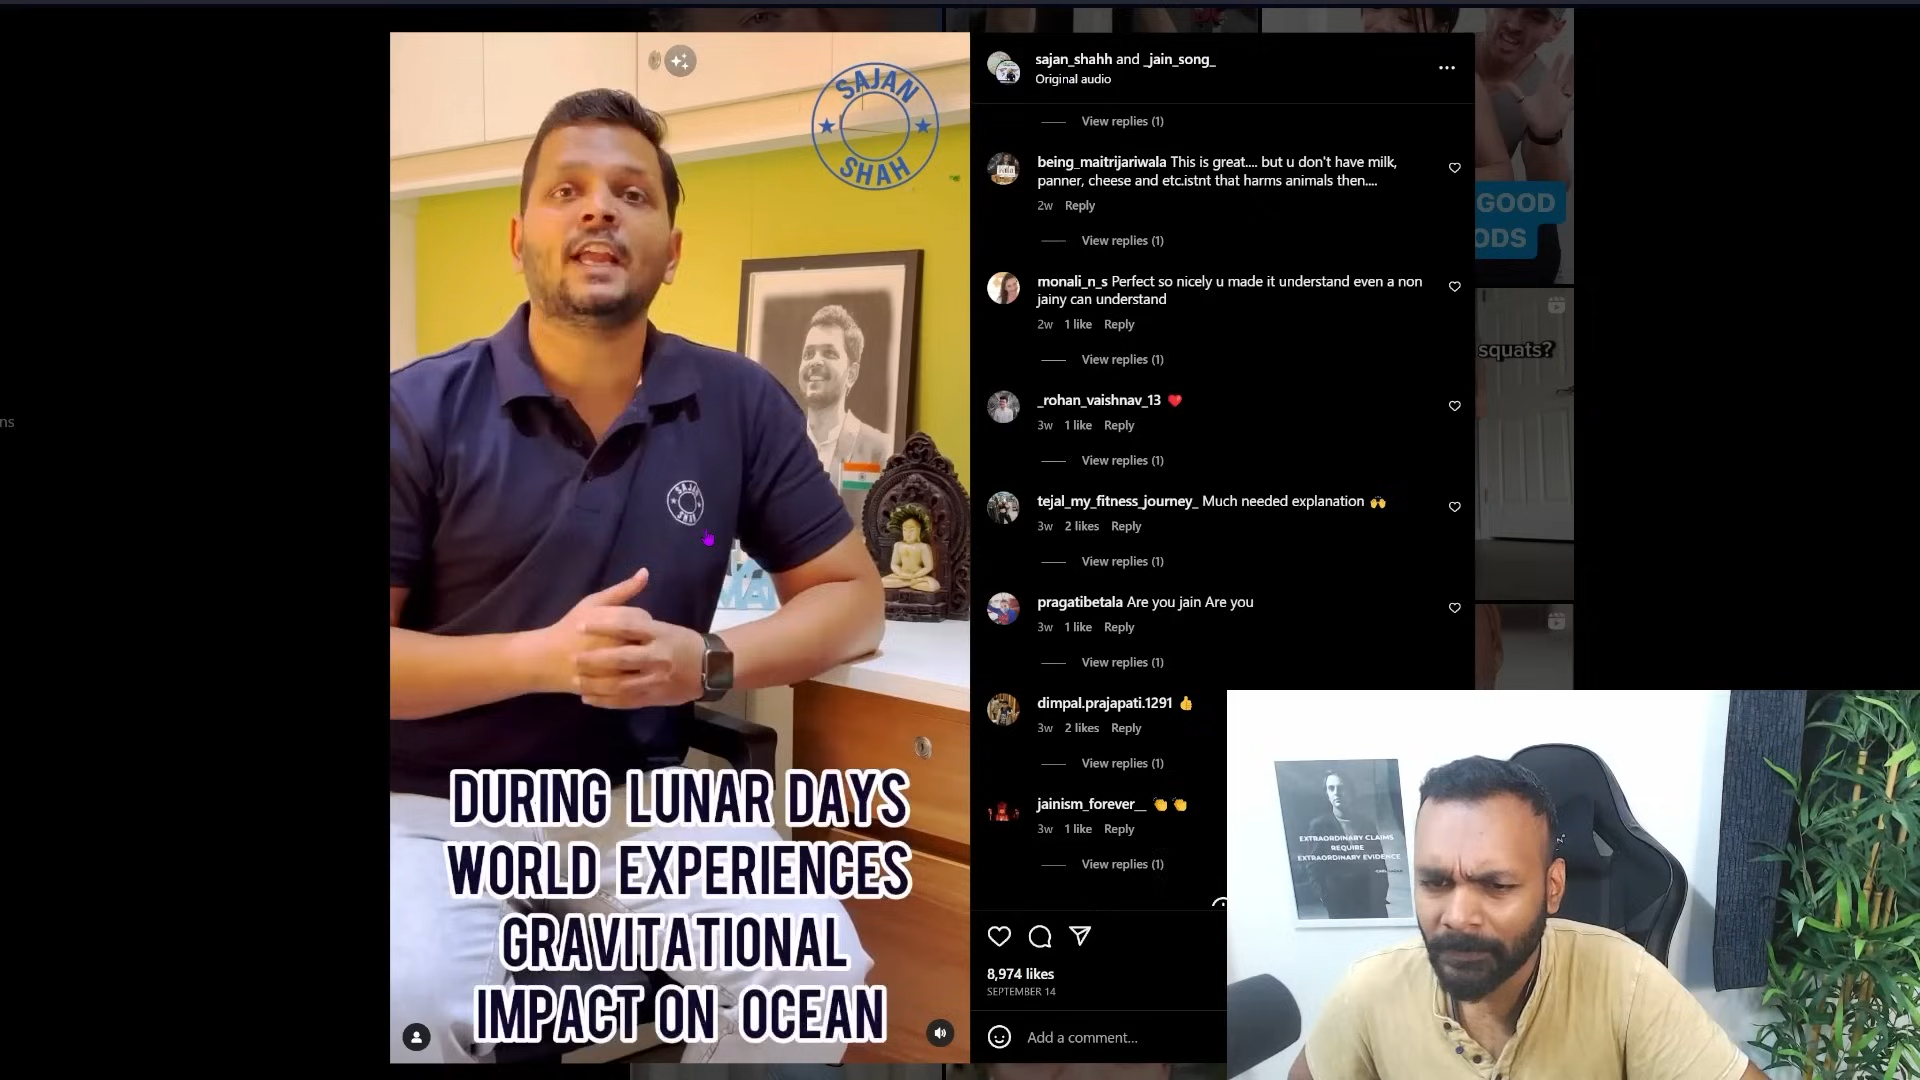 SAJAN
SHAH
SAJAN
SHAH
DURING LUNAR DAYS
WORLD EXPERIENCES
GRAVITATIONAL
IMPACT ON OCEAN
sajan_shahh and _jain_song_
Original audio
View replies (1)
being_maitrijariwala This is great.... but u don't have milk,
panner, cheese and etc.istnt that harms animals then....
2w Reply
View replies (1)
monali_n_s Perfect so nicely u made it understand even a non
jainy can understand
2w 1 like Reply
View replies (1)
_rohan_vaishnav_13 ❤️
3w 1 like Reply
View replies (1)
tejal_my_fitness_journey_ Much needed explanation 🙌
3w 2 likes Reply
View replies (1)
pragatibetala Are you jain Are you
3w 1 like Reply
View replies (1)
dimpal.prajapati.1291 👍
3w 2 likes Reply
View replies (1)
jainism_forever__ 👏👏
3w 1 like Reply
View replies (1)
8,974 likes
SEPTEMBER 14
Add a comment...
ns
GOOD
ODS
squats?
EXTRAORDINARY CLAIMS
REQUIRE
EXTRAORDINARY EVIDENCE